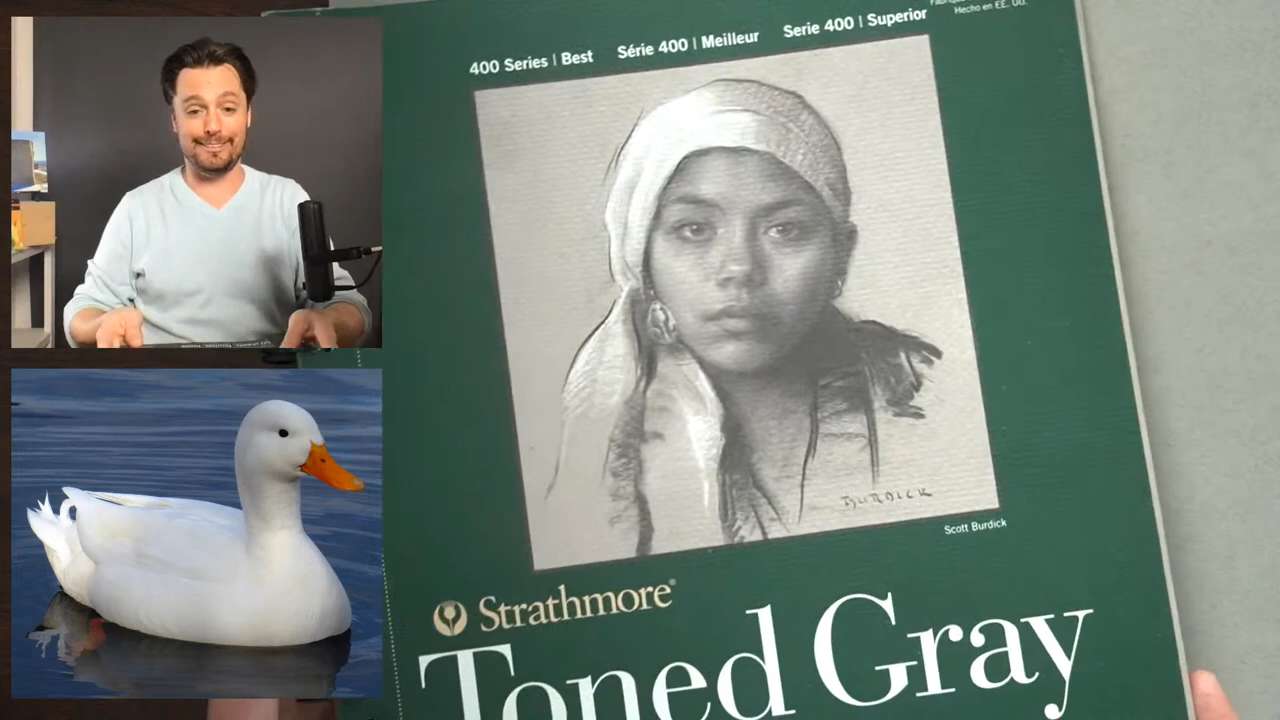 Hecho en EE. UU.
400 Series | Best Série 400 | Meilleur Serie 400 | Superior
BURDICK
Scott Burdick
Strathmore®
Toned Gray